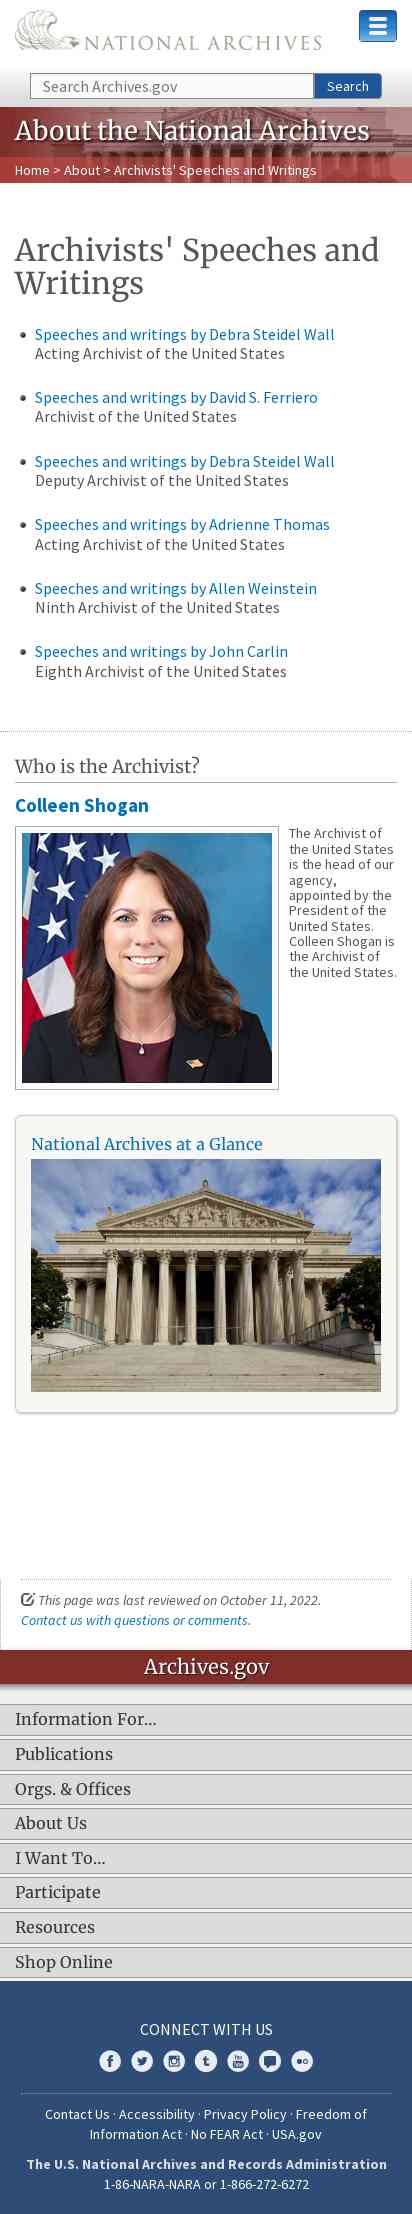 NATIONAL ARCHIVES
Search Archives.gov
Search
About the National Archives
Home > About > Archivists' Speeches and Writings
Archivists' Speeches and
Writings
Speeches and writings by Debra Steidel Wall
Acting Archivist of the United States
Speeches and writings by David S. Ferriero
Archivist of the United States
Speeches and writings by Debra Steidel Wall
Deputy Archivist of the United States
Speeches and writings by Adrienne Thomas
Acting Archivist of the United States
Speeches and writings by Allen Weinstein
Ninth Archivist of the United States
Speeches and writings by John Carlin
Eighth Archivist of the United States
Who is the Archivist?
Colleen Shogan
The Archivist of
the United States
is the head of our
agency,
appointed by the
President of the
United States.
Colleen Shogan is
the Archivist of
the United States.
National Archives at a Glance
This page was last reviewed on October 11, 2022.
Contact us with questions or comments.
Archives.gov
Information For...
Publications
Orgs. & Offices
About Us
I Want To...
Participate
Resources
Shop Online
CONNECT WITH US
Contact Us · Accessibility · Privacy Policy · Freedom of
Information Act · No FEAR Act · USA.gov
The U.S. National Archives and Records Administration
1-86-NARA-NARA or 1-866-272-6272